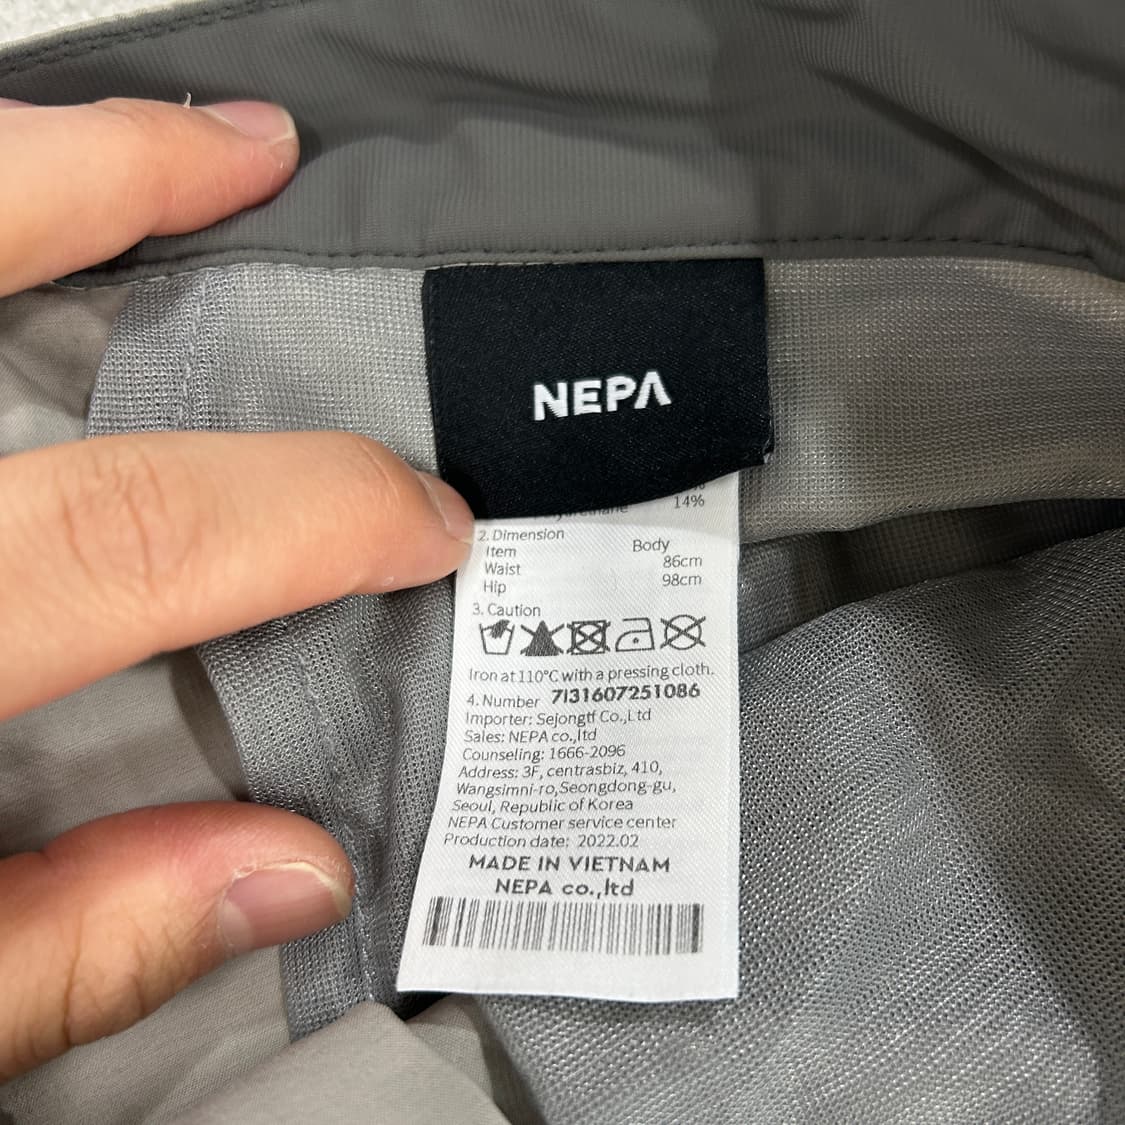 NEPA
14%
2. Dimension
Item Body
Waist 86cm
Hip 98cm
3. Caution
Iron at 110°C with a pressing cloth.
4. Number 7I31607251086
Importer: Sejongtf Co.,Ltd
Sales: NEPA co.,ltd
Counseling: 1666-2096
Address: 3F, centrasbiz, 410,
Wangsimni-ro,Seongdong-gu,
Seoul, Republic of Korea
NEPA Customer service center
Production date: 2022.02
MADE IN VIETNAM
NEPA co.,ltd